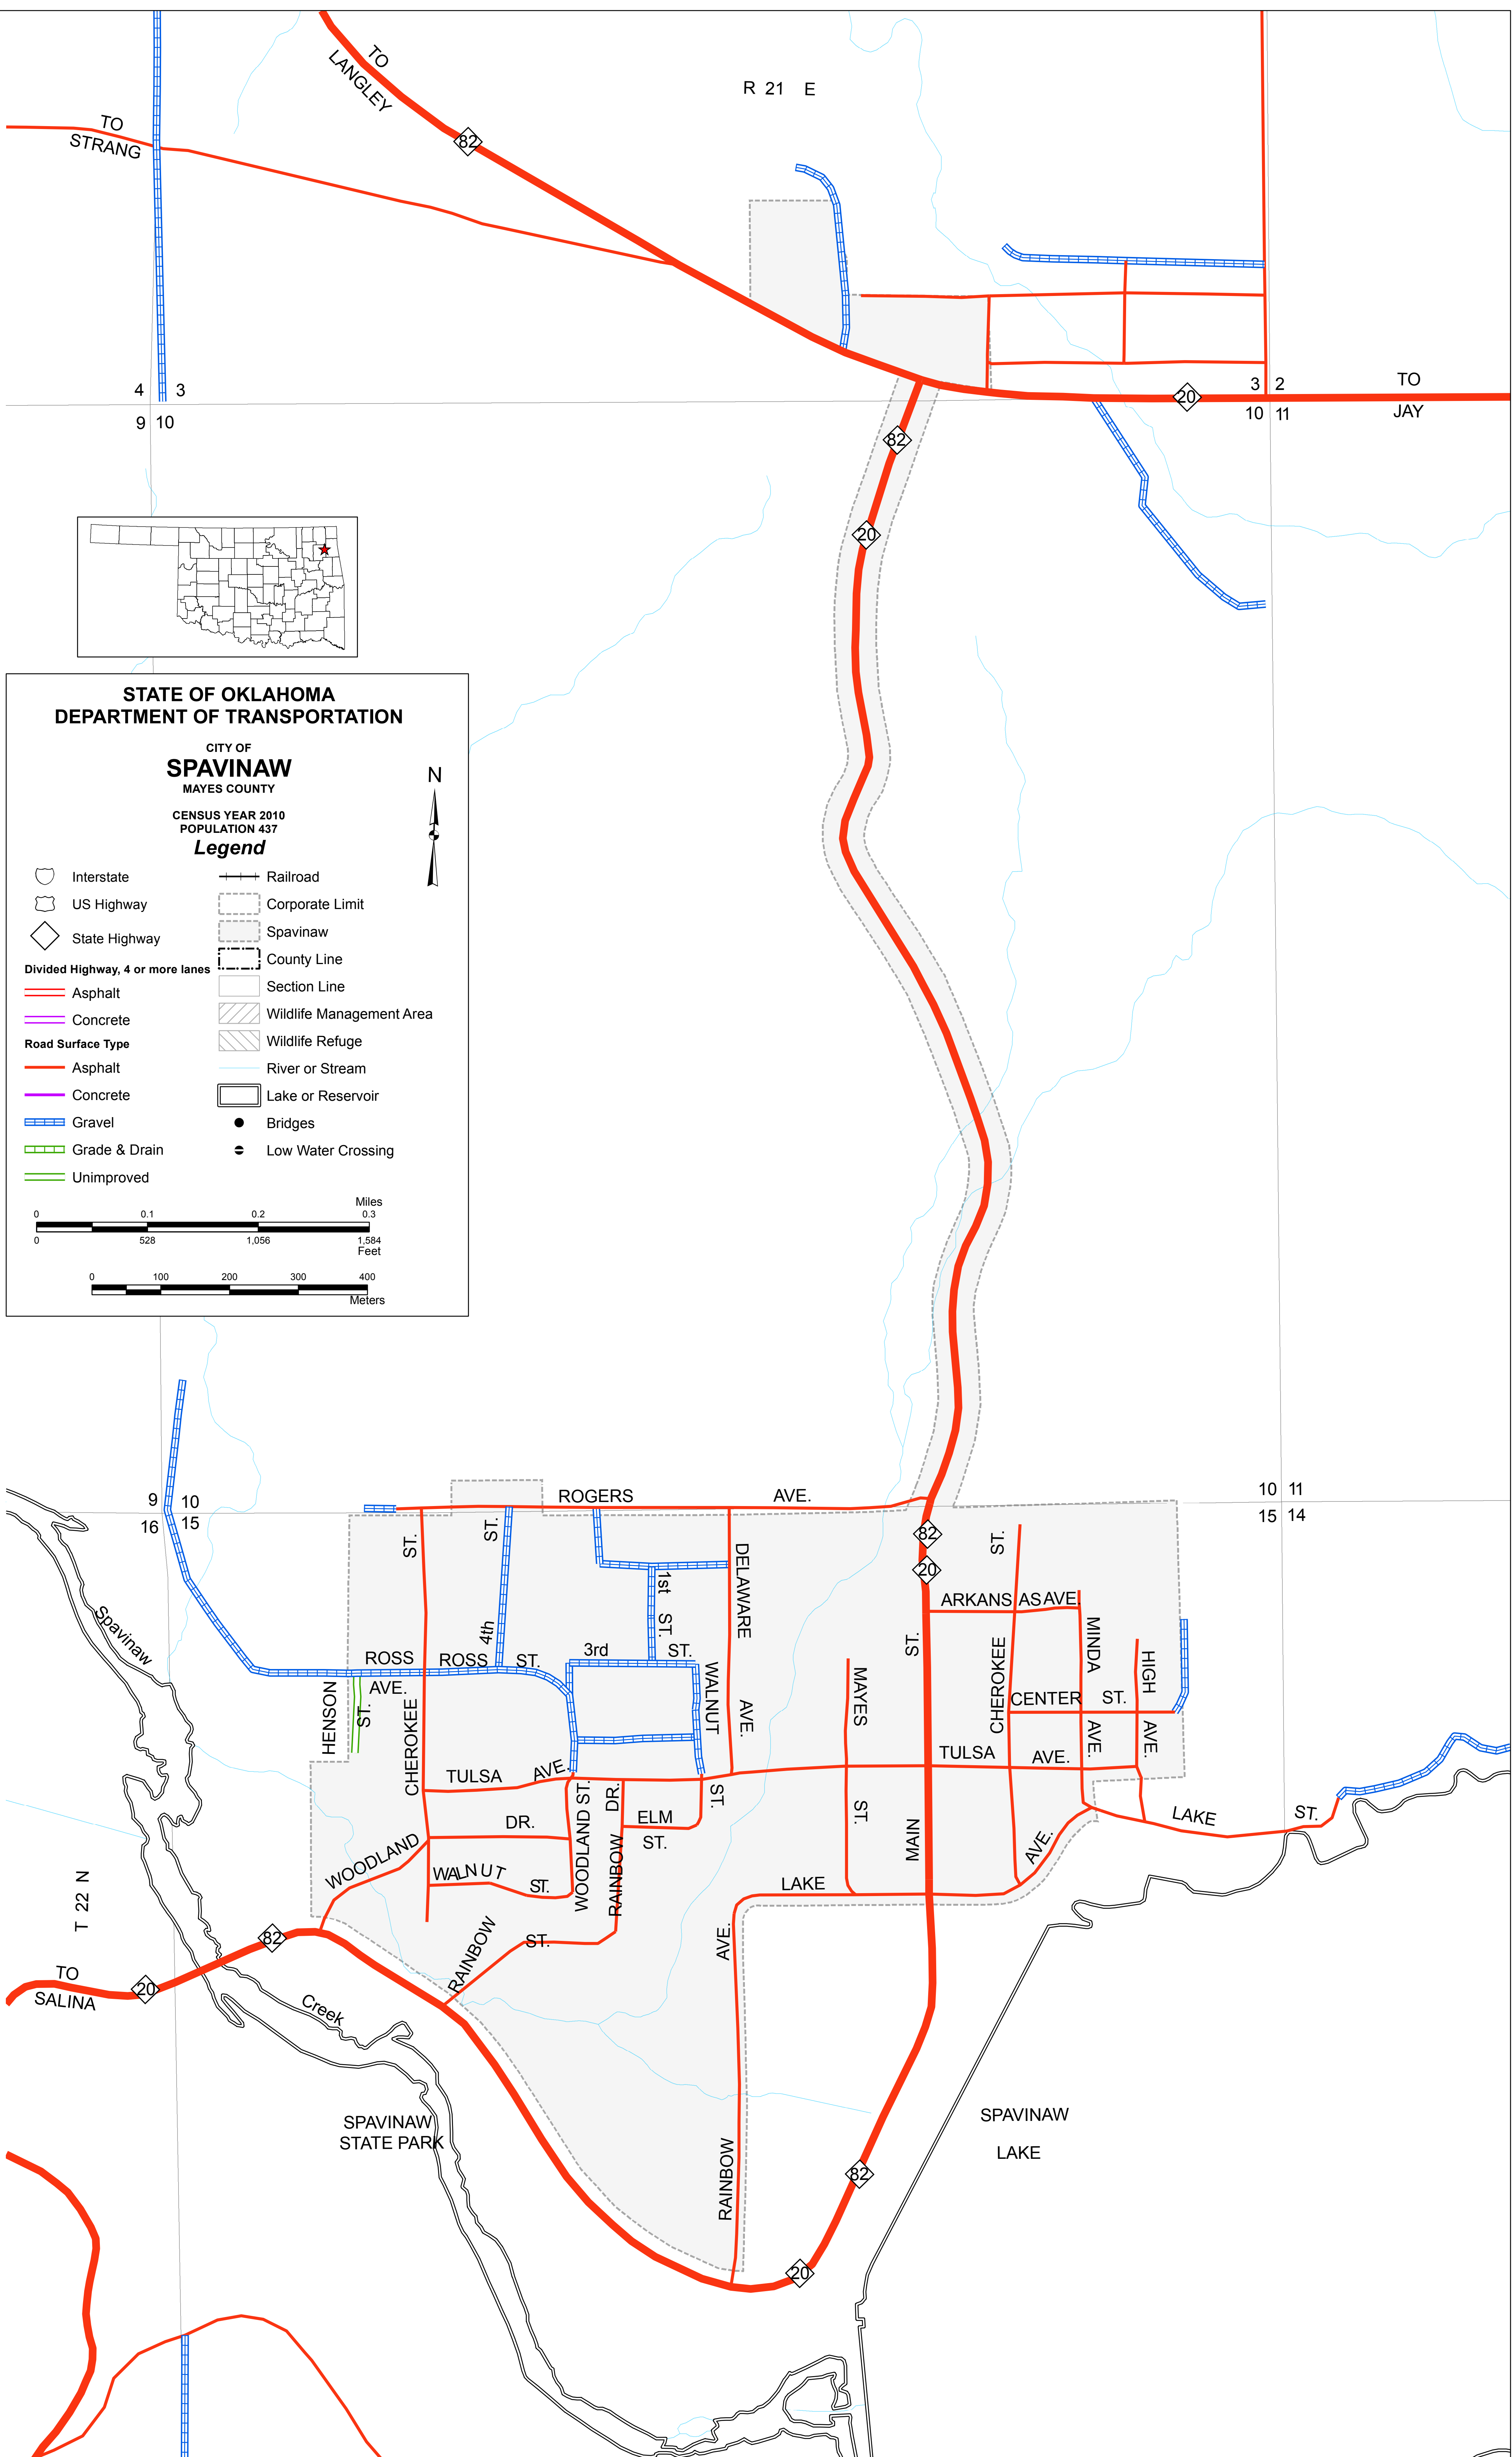 TO
LANGLEY
R 21 E
TO
STRANG
82
4 3
9 10
3 2
10 11
TO
JAY
20
82
20
STATE OF OKLAHOMA
DEPARTMENT OF TRANSPORTATION
CITY OF
SPAVINAW
MAYES COUNTY
CENSUS YEAR 2010
POPULATION 437
Legend
N
Interstate
US Highway
State Highway
Divided Highway, 4 or more lanes
Asphalt
Concrete
Road Surface Type
Asphalt
Concrete
Gravel
Grade & Drain
Unimproved
Railroad
Corporate Limit
Spavinaw
County Line
Section Line
Wildlife Management Area
Wildlife Refuge
River or Stream
Lake or Reservoir
Bridges
Low Water Crossing
Miles
0 0.1 0.2 0.3
0 528 1,056 1,584
Feet
0 100 200 300 400
Meters
9 10
16 15
10 11
15 14
ROGERS AVE.
82
20
CHEROKEE ST.
4th ST.
1st ST.
DELAWARE AVE.
3rd ST.
ROSS AVE.
ROSS ST.
HENSON ST.
WALNUT ST.
MAYES ST.
MAIN ST.
CHEROKEE ST.
ARKANSAS AVE.
MINDA AVE.
HIGH AVE.
CENTER ST.
TULSA AVE.
TULSA AVE.
WOODLAND DR.
WOODLAND ST.
RAINBOW DR.
ELM ST.
WALNUT ST.
RAINBOW ST.
LAKE AVE.
LAKE ST.
RAINBOW AVE.
Spavinaw Creek
T 22 N
TO
SALINA
20
82
SPAVINAW
STATE PARK
SPAVINAW
LAKE
82
20